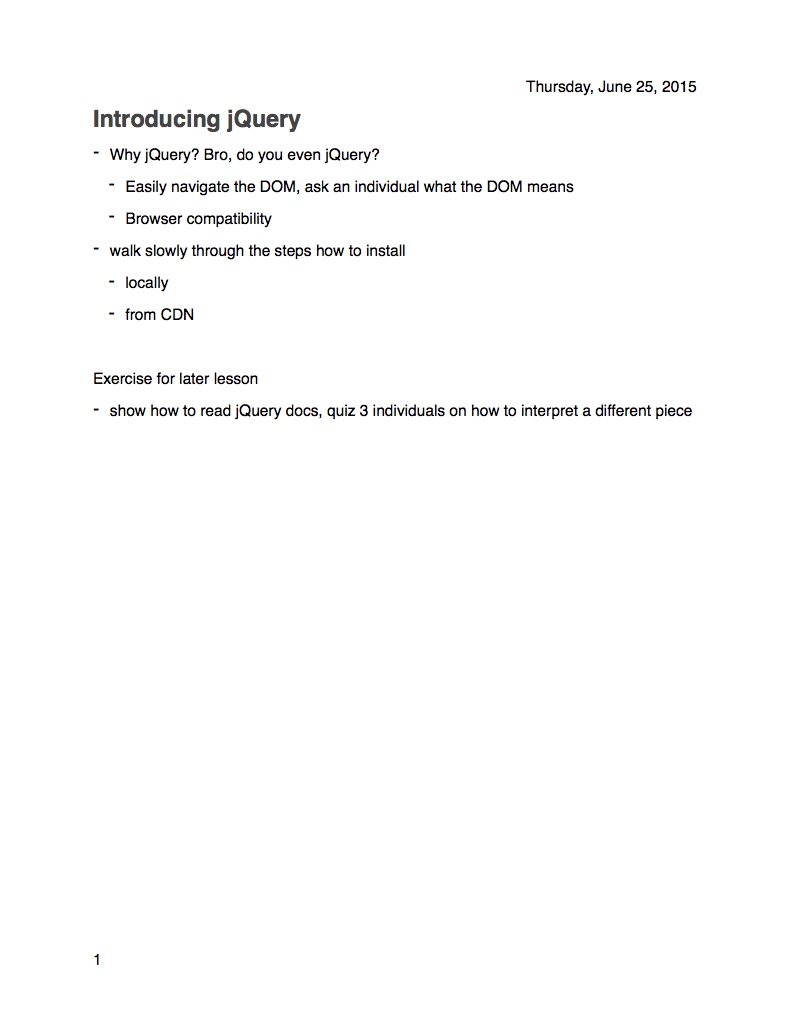 Thursday, June 25, 2015
Introducing jQuery
- Why jQuery? Bro, do you even jQuery?
- Easily navigate the DOM, ask an individual what the DOM means
- Browser compatibility
- walk slowly through the steps how to install
- locally
- from CDN
Exercise for later lesson
- show how to read jQuery docs, quiz 3 individuals on how to interpret a different piece
1